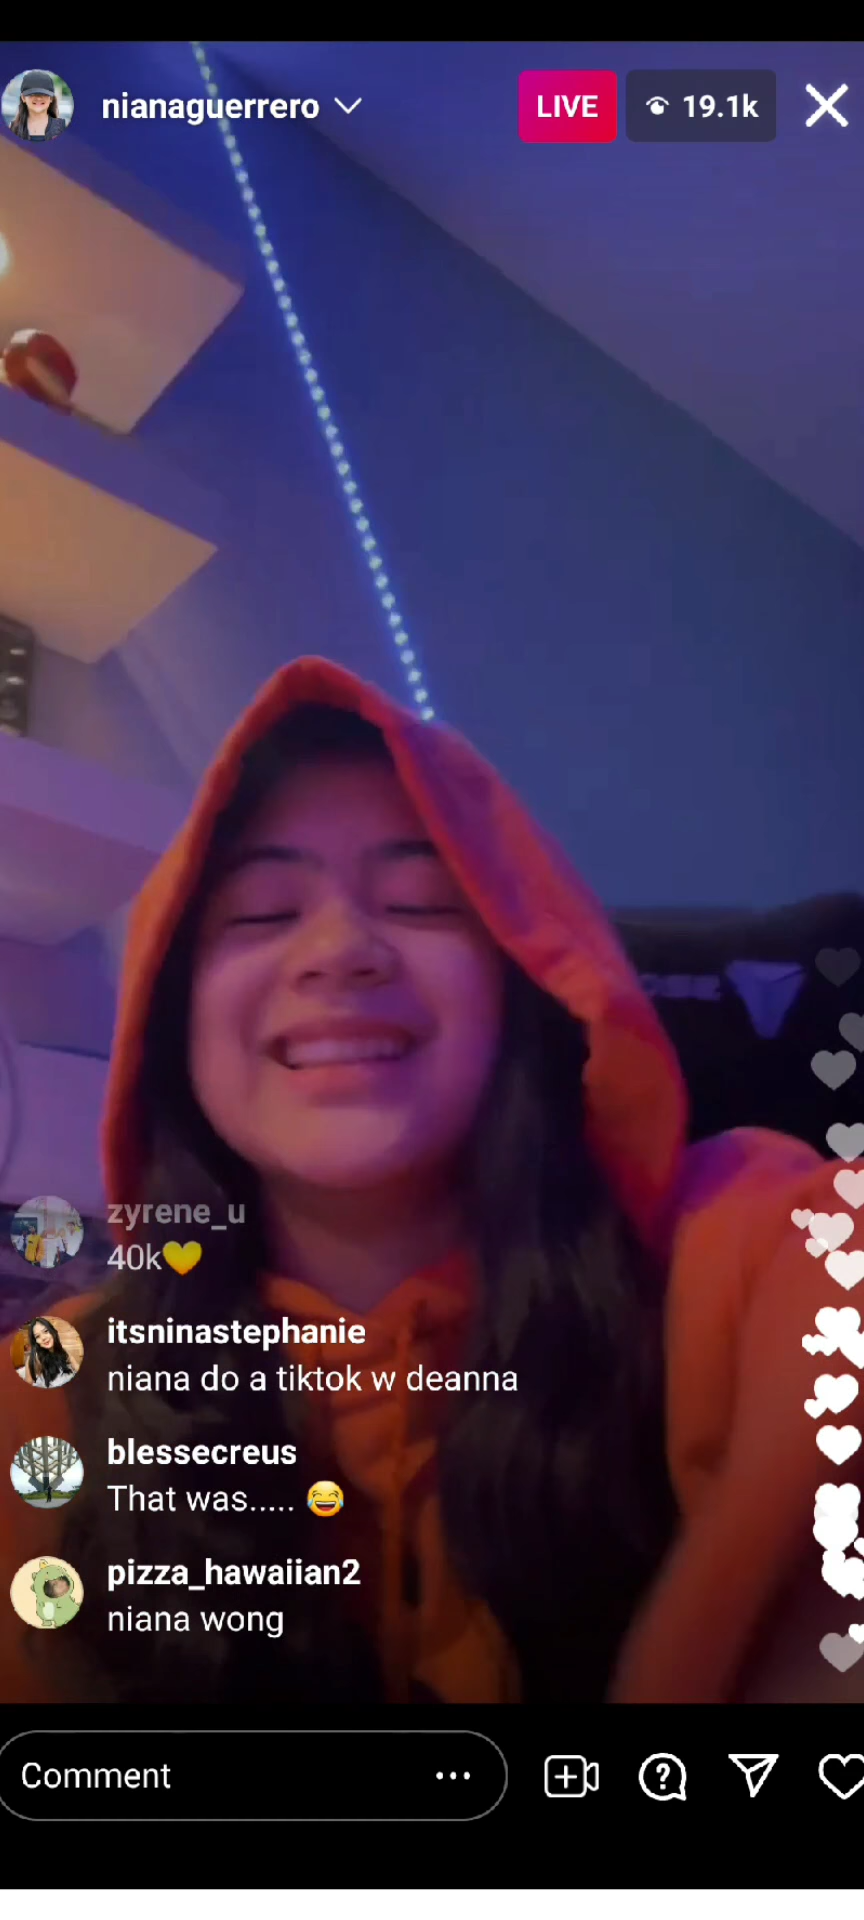 nianaguerrero
LIVE
19.1k
zyrene_u
40k💛
itsninastephanie
niana do a tiktok w deanna
blessecreus
That was..... 😂
pizza_hawaiian2
niana wong
Comment